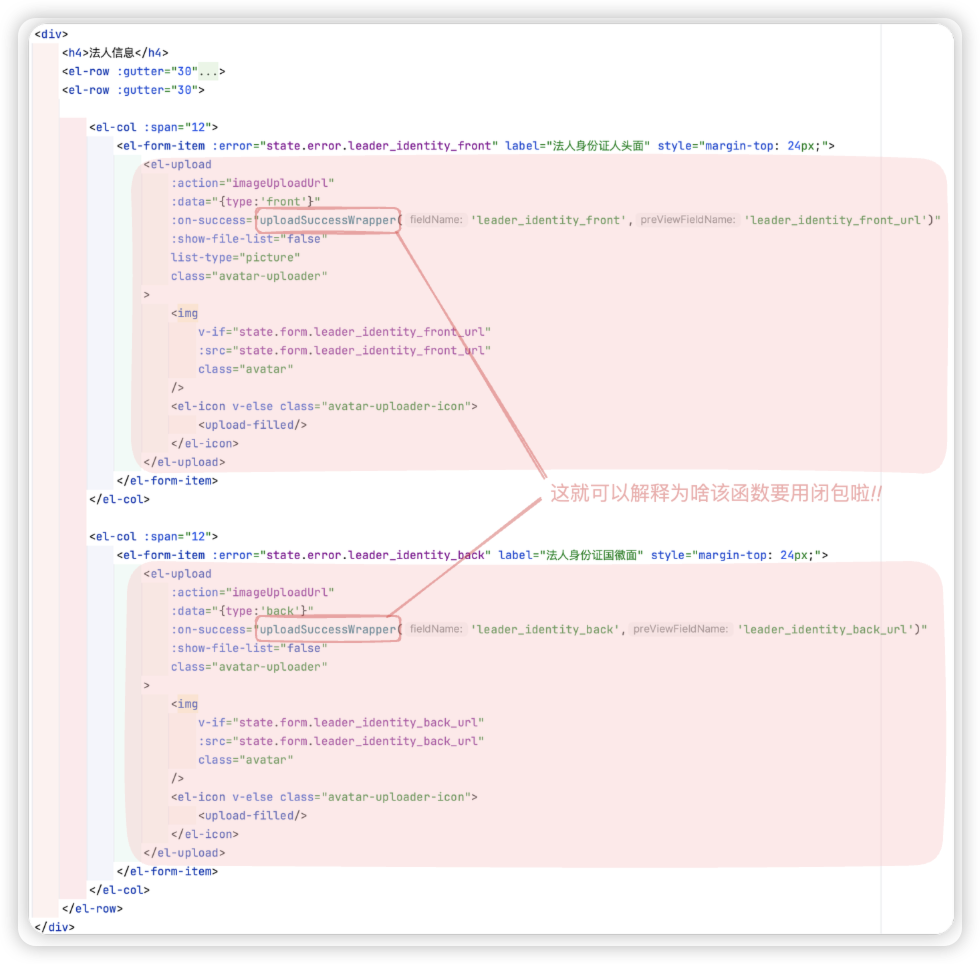 <div>
<h4>法人信息</h4>
<el-row :gutter="30"...>
<el-row :gutter="30">
<el-col :span="12">
<el-form-item :error="state.error.leader_identity_front" label="法人身份证人头面" style="margin-top: 24px;">
<el-upload
:action="imageUploadUrl"
:data="{type:'front'}"
:on-success="uploadSuccessWrapper( fieldName: 'leader_identity_front', preViewFieldName: 'leader_identity_front_url')"
:show-file-list="false"
list-type="picture"
class="avatar-uploader"
>
<img
v-if="state.form.leader_identity_front_url"
:src="state.form.leader_identity_front_url"
class="avatar"
/>
<el-icon v-else class="avatar-uploader-icon">
<upload-filled/>
</el-icon>
</el-upload>
</el-form-item>
这就可以解释为啥该函数要用闭包啦!!
</el-col>
<el-col :span="12">
<el-form-item :error="state.error.leader_identity_back" label="法人身份证国徽面" style="margin-top: 24px;">
<el-upload
:action="imageUploadUrl"
:data="{type:'back'}"
:on-success="uploadSuccessWrapper( fieldName: 'leader_identity_back', preViewFieldName: 'leader_identity_back_url')"
:show-file-list="false"
class="avatar-uploader"
>
<img
v-if="state.form.leader_identity_back_url"
:src="state.form.leader_identity_back_url"
class="avatar"
/>
<el-icon v-else class="avatar-uploader-icon">
<upload-filled/>
</el-icon>
</el-upload>
</el-form-item>
</el-col>
</el-row>
</div>